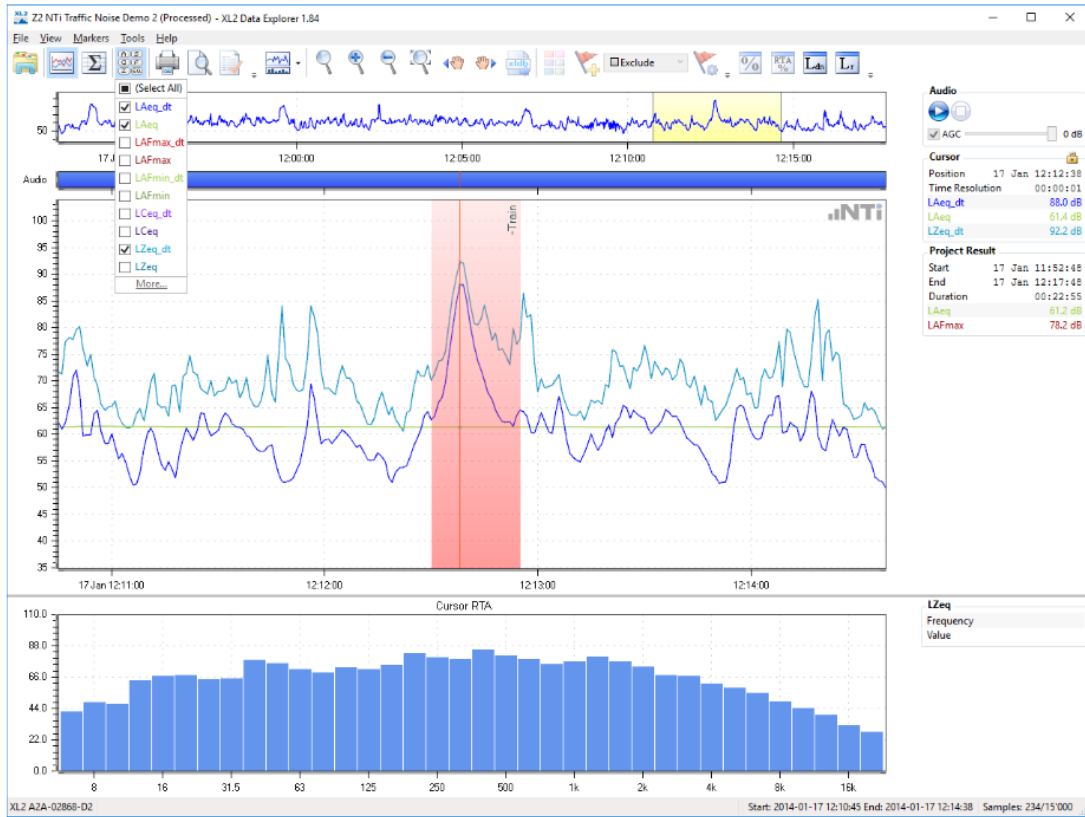 Z2 NTi Traffic Noise Demo 2 (Processed) - XL2 Data Explorer 1.84
File View Markers Tools Help
Exclude
% RTA % Ldn Lr
(Select All)
LAeq_dt
LAeq
LAFmax_dt
LAFmax
LAFmin_dt
LAFmin
LCeq_dt
LCeq
LZeq_dt
LZeq
More...
50
17 J 12:00:00 12:05:00 12:10:00 12:15:00
Audio
-Train
NTi
100
95
90
85
80
75
70
65
60
55
50
45
40
35
17 Jan 12:11:00 12:12:00 12:13:00 12:14:00
Audio
AGC 0 dB
Cursor
Position 17 Jan 12:12:38
Time Resolution 00:00:01
LAeq_dt 88.0 dB
LAeq 61.4 dB
LZeq_dt 92.2 dB
Project Result
Start 17 Jan 11:52:48
End 17 Jan 12:17:48
Duration 00:22:55
LAeq 61.2 dB
LAFmax 78.2 dB
Cursor RTA
110.0
88.0
66.0
44.0
22.0
0.0
8 16 31.5 63 125 250 500 1k 2k 4k 8k 16k
LZeq
Frequency
Value
XL2 A2A-02868-D2 Start: 2014-01-17 12:10:45 End: 2014-01-17 12:14:38 Samples: 234/15'000